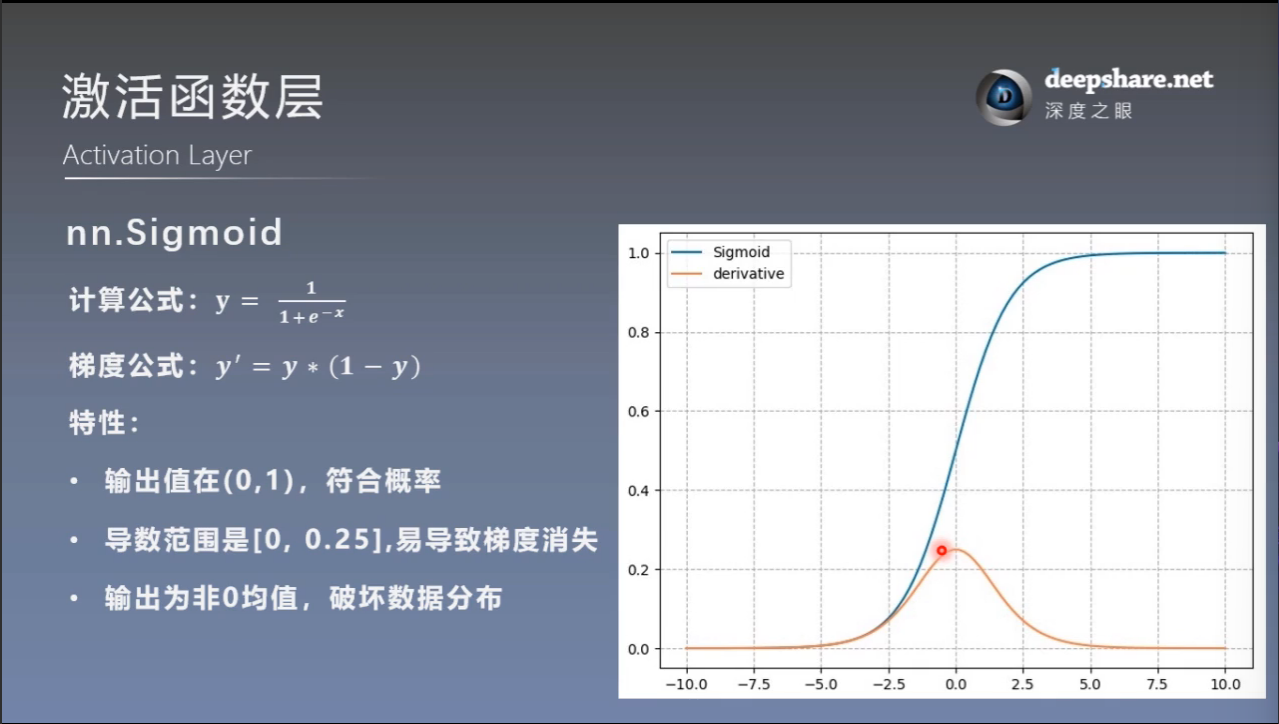 激活函数层
Activation Layer
deepshare.net
深度之眼
nn.Sigmoid
计算公式：y = 1/(1+e^{-x})
梯度公式：y′ = y * (1 − y)
特性：
• 输出值在(0,1)，符合概率
• 导数范围是[0, 0.25],易导致梯度消失
• 输出为非0均值，破坏数据分布
Sigmoid
derivative
1.0
0.8
0.6
0.4
0.2
0.0
−10.0 −7.5 −5.0 −2.5 0.0 2.5 5.0 7.5 10.0